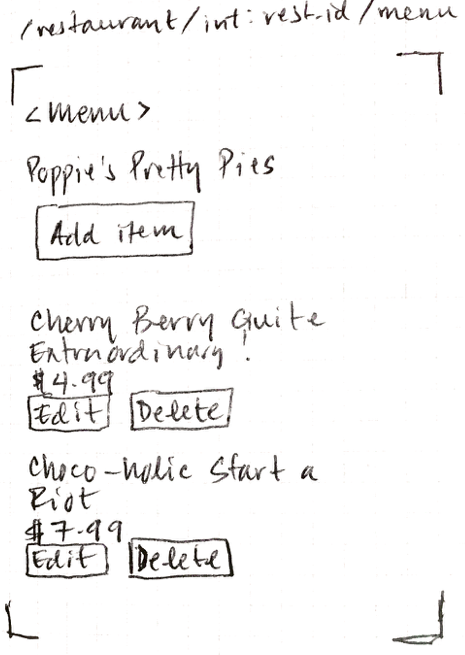 /restaurant/int:rest.id/menu
<menu>
Poppie's Pretty Pies
Add item
Cherry Berry Quite
Extraordinary!
$4.99
Edit Delete
Choco-holic Start a
Riot
$7.99
Edit Delete